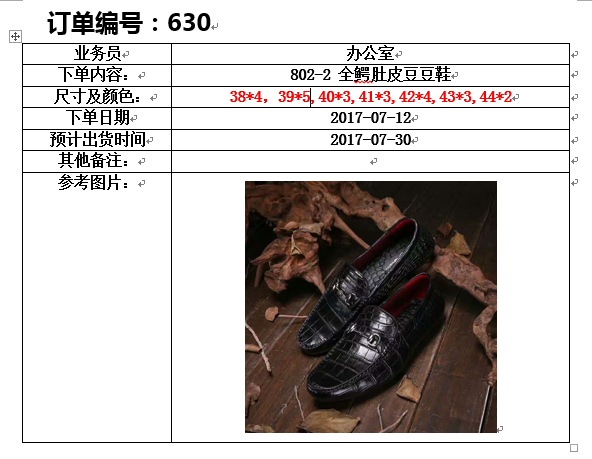 订单编号：630
业务员 办公室
下单内容： 802-2 全鳄肚皮豆豆鞋
尺寸及颜色： 38*4，39*5,40*3,41*3,42*4,43*3,44*2
下单日期 2017-07-12
预计出货时间 2017-07-30
其他备注：
参考图片：